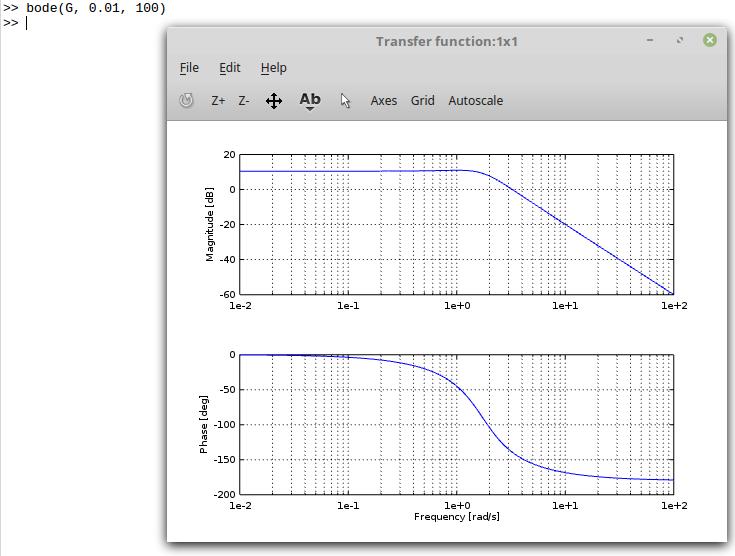 >> bode(G, 0.01, 100)
>>
Transfer function:1x1
File Edit Help
Z+ Z- Ab Axes Grid Autoscale
20
0
-20
-40
-60
Magnitude [dB]
1e-2 1e-1 1e+0 1e+1 1e+2
0
-50
-100
-150
-200
Phase [deg]
1e-2 1e-1 1e+0 1e+1 1e+2
Frequency [rad/s]